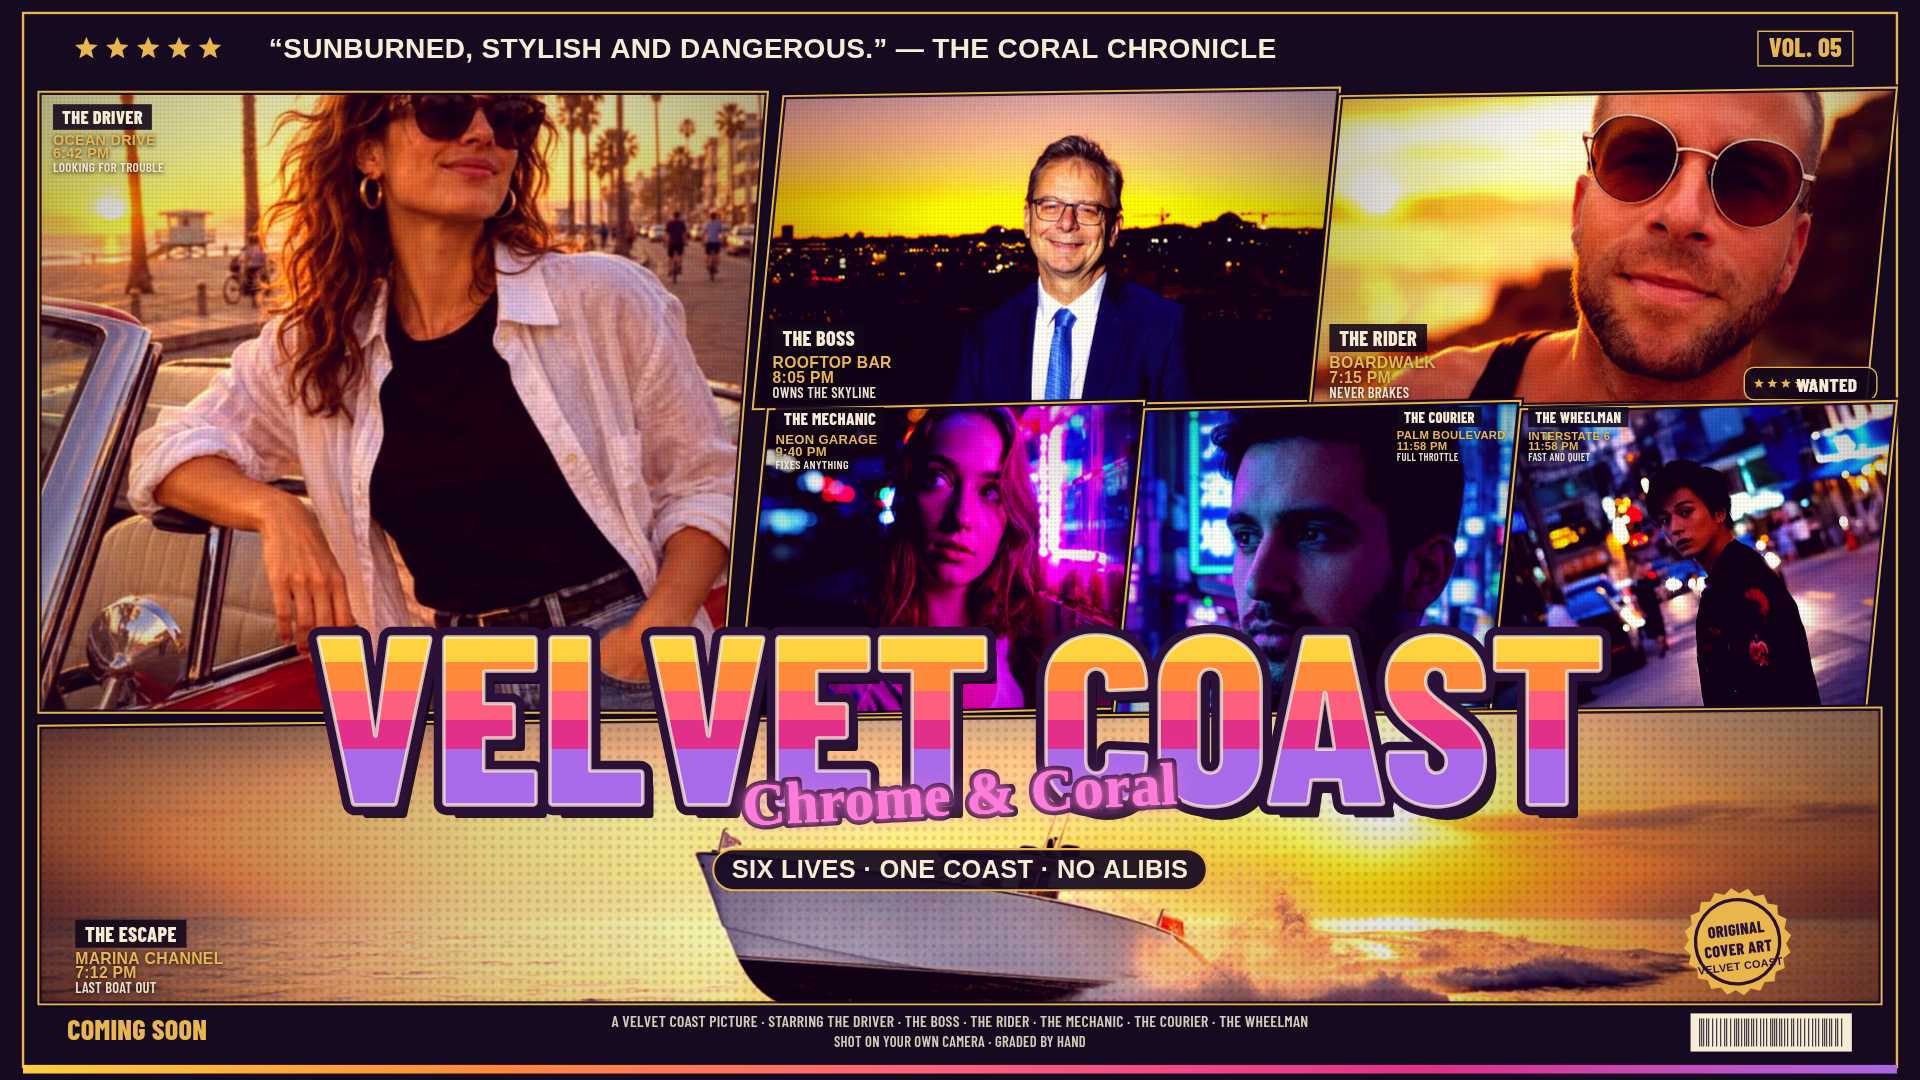 “SUNBURNED, STYLISH AND DANGEROUS.” — THE CORAL CHRONICLE
VOL. 05
THE DRIVER
OCEAN DRIVE
6:42 PM
LOOKING FOR TROUBLE
THE BOSS
ROOFTOP BAR
8:05 PM
OWNS THE SKYLINE
THE RIDER
BOARDWALK
7:15 PM
NEVER BRAKES
WANTED
THE MECHANIC
NEON GARAGE
9:40 PM
FIXES ANYTHING
THE COURIER
PALM BOULEVARD
11:58 PM
FULL THROTTLE
THE WHEELMAN
INTERSTATE 6
11:58 PM
FAST AND QUIET
VELVET COAST
Chrome & Coral
SIX LIVES · ONE COAST · NO ALIBIS
THE ESCAPE
MARINA CHANNEL
7:12 PM
LAST BOAT OUT
ORIGINAL
COVER ART
VELVET COAST
COMING SOON
A VELVET COAST PICTURE · STARRING THE DRIVER · THE BOSS · THE RIDER · THE MECHANIC · THE COURIER · THE WHEELMAN
SHOT ON YOUR OWN CAMERA · GRADED BY HAND